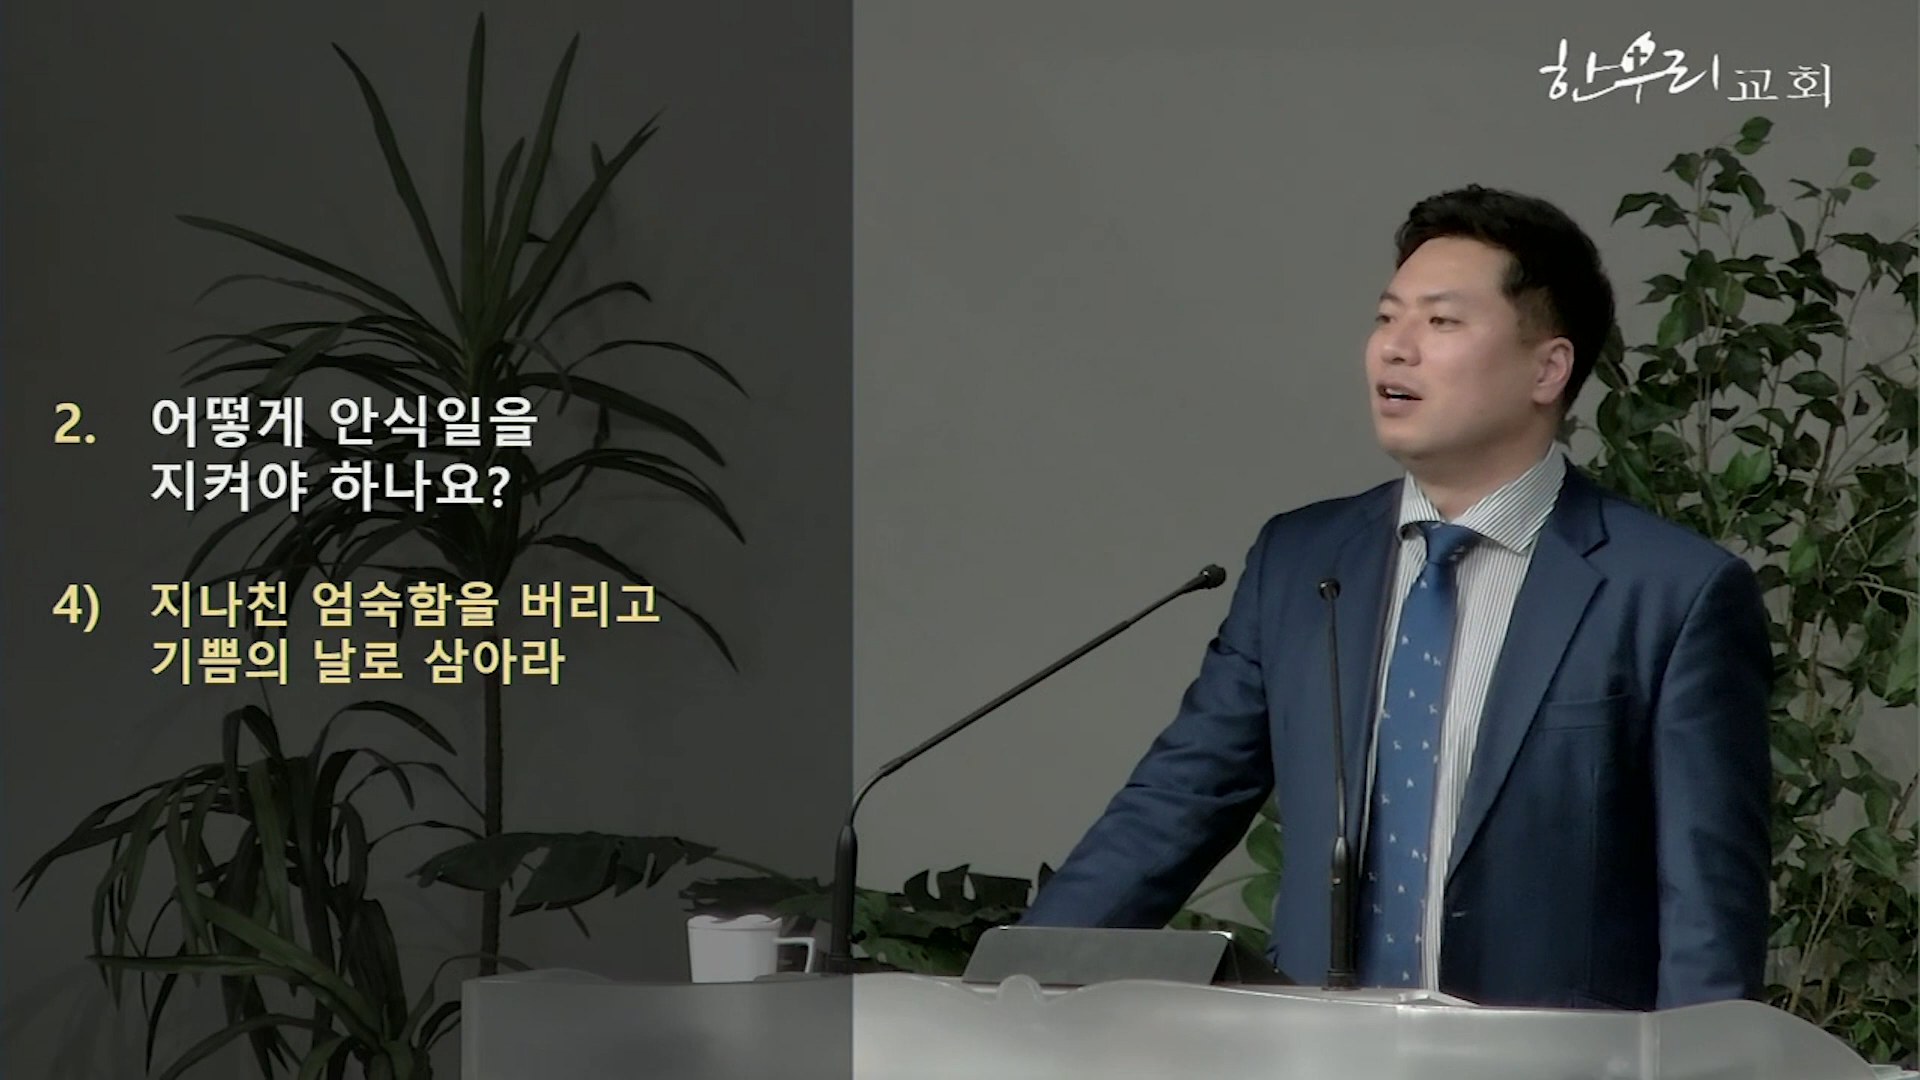 한우리교회
2. 어떻게 안식일을
지켜야 하나요?
4) 지나친 엄숙함을 버리고
기쁨의 날로 삼아라